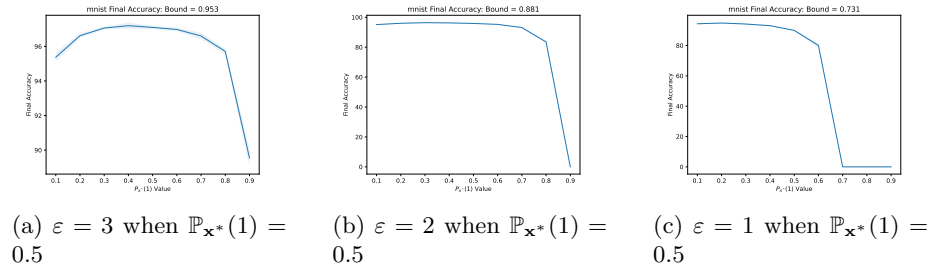 mnist Final Accuracy: Bound = 0.953
96
94
92
90
Final Accuracy
0.1 0.2 0.3 0.4 0.5 0.6 0.7 0.8 0.9
P_{x*}(1) Value
(a) ε = 3 when ℙ_{𝐱*}(1) =
0.5
mnist Final Accuracy: Bound = 0.881
100
80
60
40
20
0
Final Accuracy
0.1 0.2 0.3 0.4 0.5 0.6 0.7 0.8 0.9
P_{x*}(1) Value
(b) ε = 2 when ℙ_{𝐱*}(1) =
0.5
mnist Final Accuracy: Bound = 0.731
80
60
40
20
0
Final Accuracy
0.1 0.2 0.3 0.4 0.5 0.6 0.7 0.8 0.9
P_{x*}(1) Value
(c) ε = 1 when ℙ_{𝐱*}(1) =
0.5